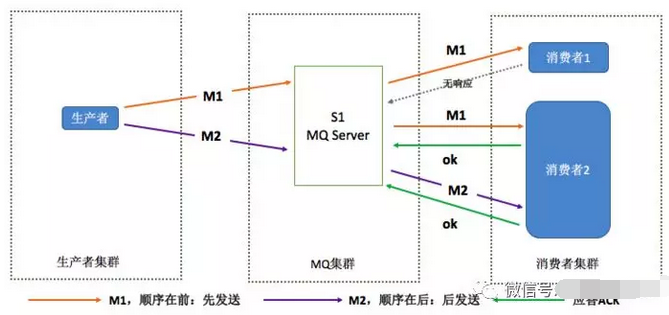 M1
消费者1
无响应
生产者
M1
S1
MQ Server
M1
M2
ok
消费者2
M2
ok
生产者集群
MQ集群
消费者集群
M1，顺序在前：先发送
M2，顺序在后：后发送
应答ACK
微信号